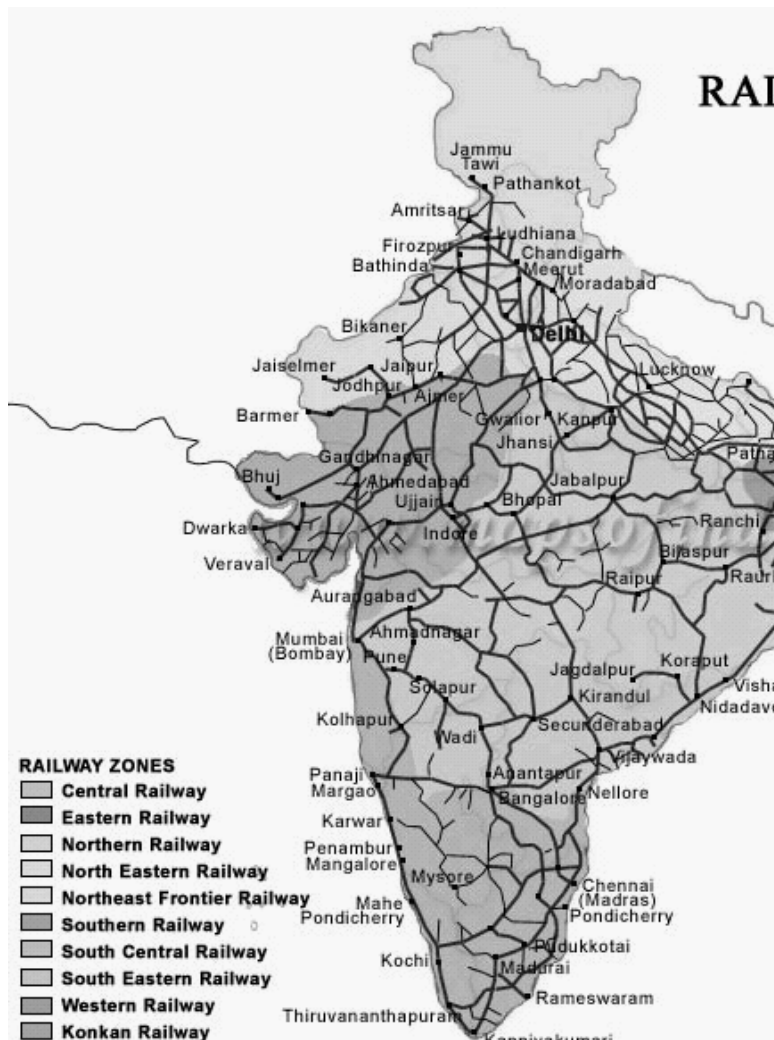 RAI
Jammu
Tawi
Pathankot
Amritsar
Ludhiana
Firozpur
Chandigarh
Bathinda
Meerut
Moradabad
Bikaner
Delhi
Jaiselmer
Jaipur
Lucknow
Jodhpur
Ajmer
Barmer
Gwalior
Kanpur
Jhansi
Gandhinagar
Patna
Bhuj
Ahmedabad
Jabalpur
Ujjain
Bhopal
Dwarka
Indore
Ranchi
Bilaspur
Veraval
Raipur
Raur
Aurangabad
Mumbai
(Bombay)
Ahmadnagar
Pune
Jagdalpur
Koraput
Solapur
Kirandul
Visha
Nidadav
Kolhapur
Wadi
Secunderabad
Vijaywada
RAILWAY ZONES
Panaji
Anantapur
Central Railway
Margao
Bangalore
Nellore
Eastern Railway
Karwar
Northern Railway
Penambur
North Eastern Railway
Mangalore
Mysore
Chennai
(Madras)
Northeast Frontier Railway
Mahe
Pondicherry
Pondicherry
Southern Railway
Pudukkotai
South Central Railway
Kochi
Madurai
South Eastern Railway
Rameswaram
Western Railway
Thiruvananthapuram
Konkan Railway
Kanniyakumari